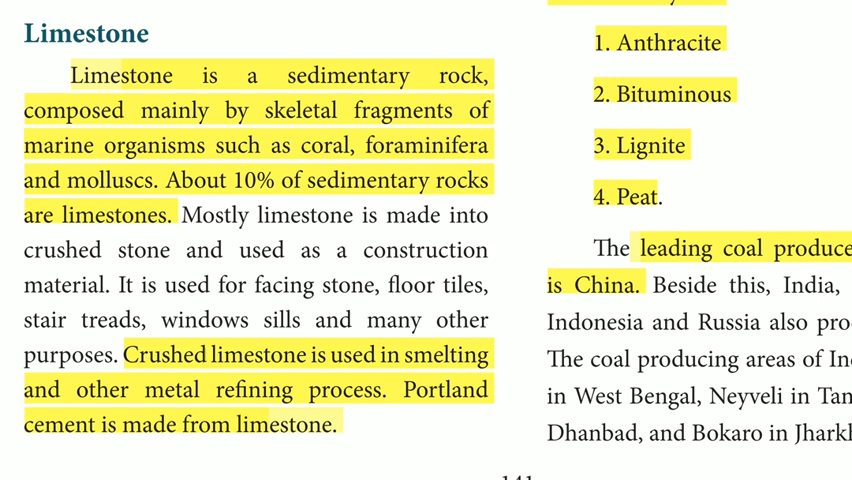 Limestone
Limestone is a sedimentary rock,
composed mainly by skeletal fragments of
marine organisms such as coral, foraminifera
and molluscs. About 10% of sedimentary rocks
are limestones. Mostly limestone is made into
crushed stone and used as a construction
material. It is used for facing stone, floor tiles,
stair treads, windows sills and many other
purposes. Crushed limestone is used in smelting
and other metal refining process. Portland
cement is made from limestone.
1. Anthracite
2. Bituminous
3. Lignite
4. Peat.
The leading coal produce
is China. Beside this, India,
Indonesia and Russia also pro
The coal producing areas of In
in West Bengal, Neyveli in Tam
Dhanbad, and Bokaro in Jharkh